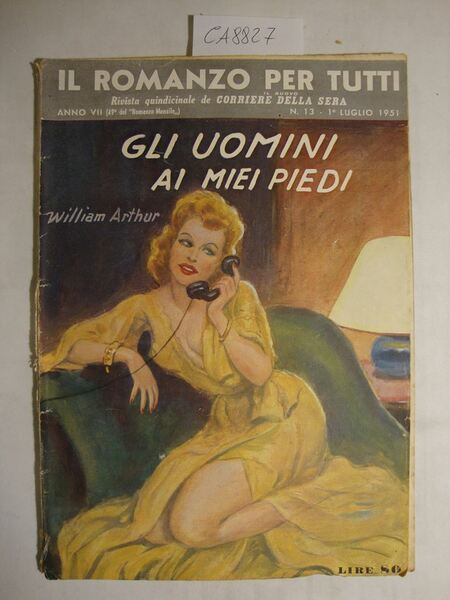 CA8827
IL ROMANZO PER TUTTI
Rivista quindicinale de IL NUOVO CORRIERE DELLA SERA
ANNO VII (49° del "Romanzo Mensile„) N. 13 - 1° LUGLIO 1951
GLI UOMINI
AI MIEI PIEDI
William Arthur
LIRE 80